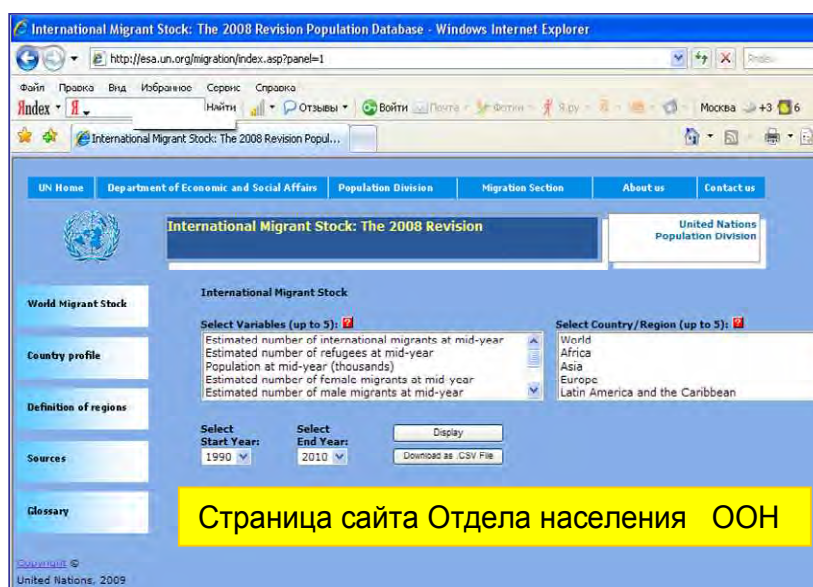 International Migrant Stock: The 2008 Revision Population Database - Windows Internet Explorer
http://esa.un.org/migration/index.asp?panel=1
Файл Правка Вид Избранное Сервис Справка
Яndex Я Найти Отзывы Войти Почта Фотки Я.ру Москва +3 6
International Migrant Stock: The 2008 Revision Popul...
UN Home Department of Economic and Social Affairs Population Division Migration Section About us Contact us
International Migrant Stock: The 2008 Revision
United Nations
Population Division
World Migrant Stock
Country profile
Definition of regions
Sources
Glossary
Copyright ©
United Nations, 2009
International Migrant Stock
Select Variables (up to 5): ?
Estimated number of international migrants at mid-year
Estimated number of refugees at mid-year
Population at mid-year (thousands)
Estimated number of female migrants at mid-year
Estimated number of male migrants at mid-year
Select Country/Region (up to 5): ?
World
Africa
Asia
Europe
Latin America and the Caribbean
Select
Start Year:
1990
Select
End Year:
2010
Display
Download as .CSV File
Страница сайта Отдела населения ООН